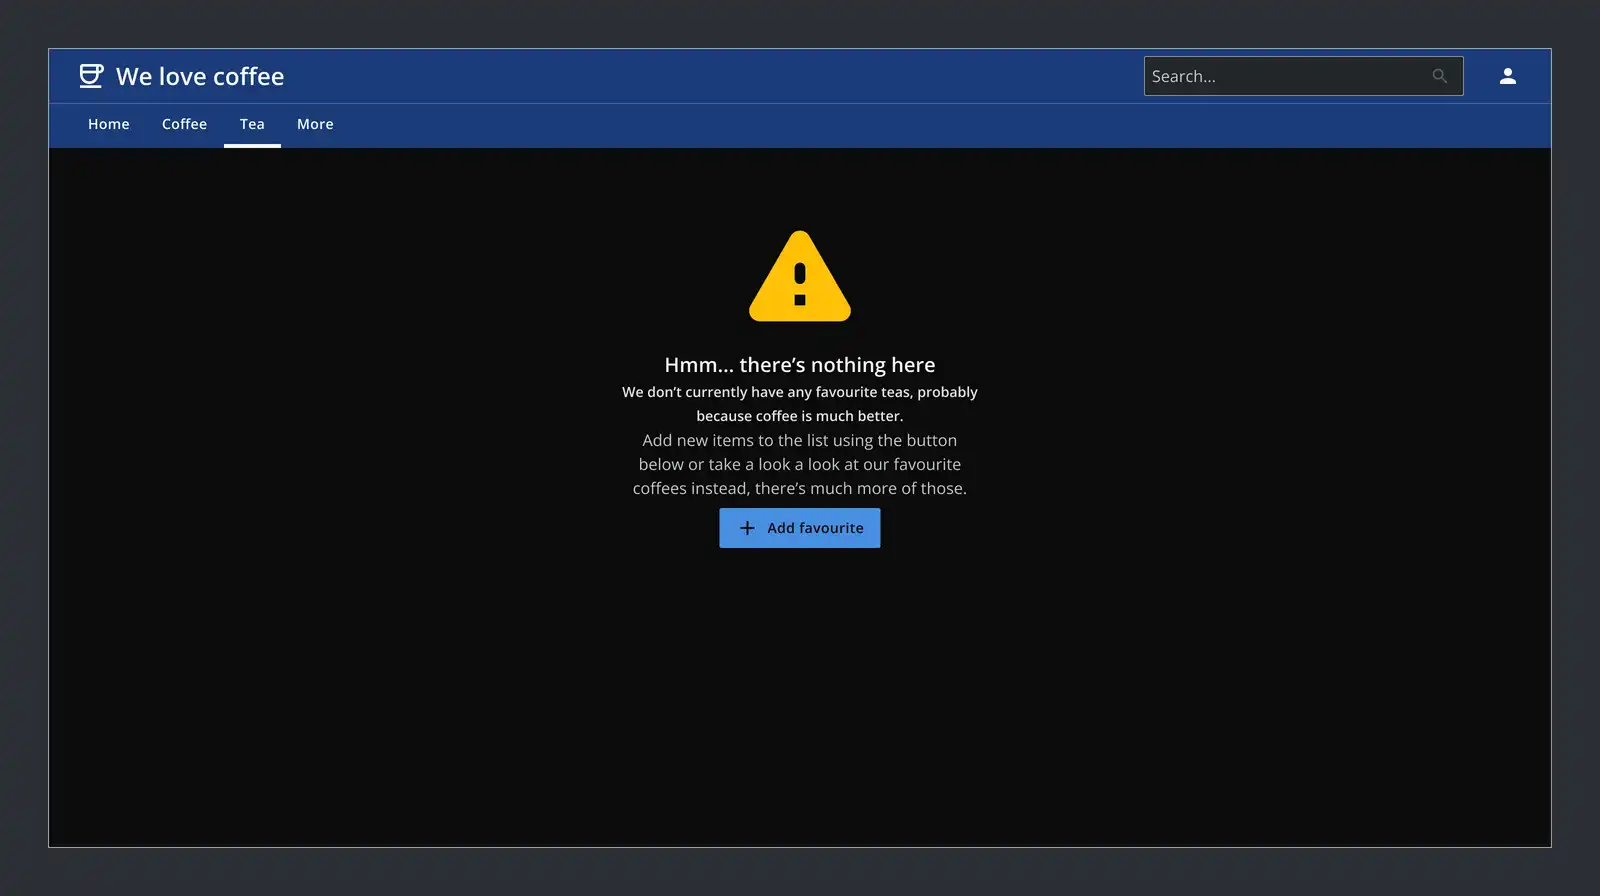 We love coffee
Search...
Home Coffee Tea More
Hmm... there’s nothing here
We don’t currently have any favourite teas, probably
because coffee is much better.
Add new items to the list using the button
below or take a look a look at our favourite
coffees instead, there’s much more of those.
Add favourite